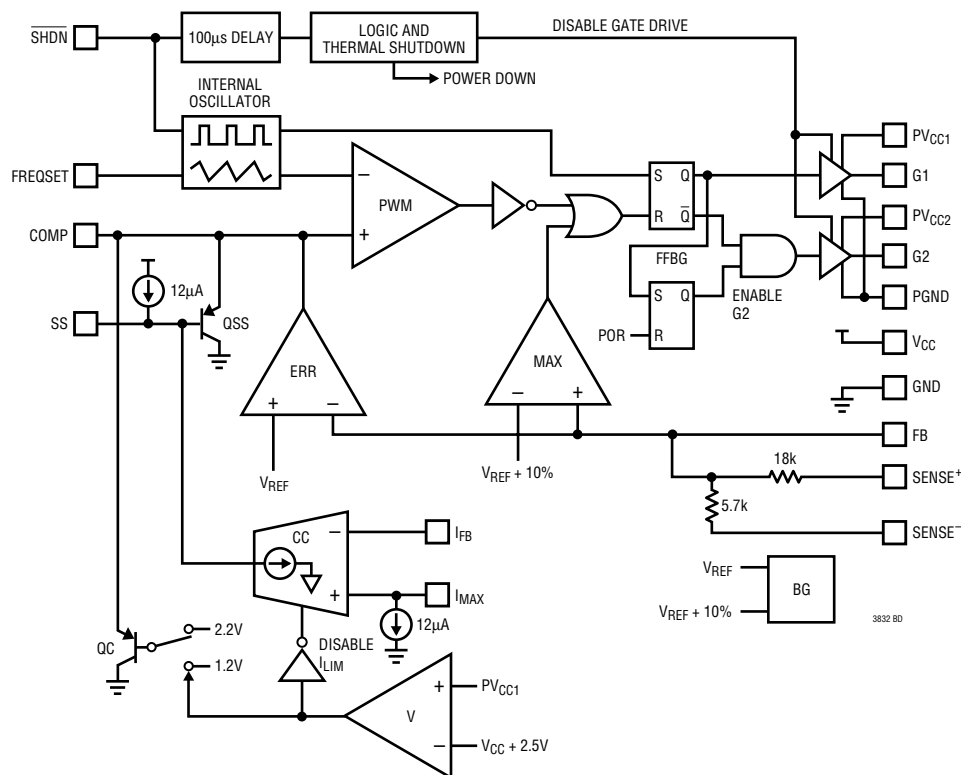 SHDN
100µs DELAY
LOGIC AND
THERMAL SHUTDOWN
DISABLE GATE DRIVE
POWER DOWN
INTERNAL
OSCILLATOR
PVCC1
FREQSET
–
PWM
+
S Q
R Q
G1
COMP
PVCC2
FFBG
12µA
S Q
R
ENABLE
G2
G2
SS
QSS
POR
PGND
ERR
MAX
VCC
+ –
– +
GND
FB
VREF
VREF + 10%
18k
SENSE+
5.7k
SENSE–
CC
–
IFB
+
IMAX
VREF
BG
VREF + 10%
12µA
3832 BD
QC
2.2V
1.2V
DISABLE
ILIM
+
PVCC1
V
–
VCC + 2.5V